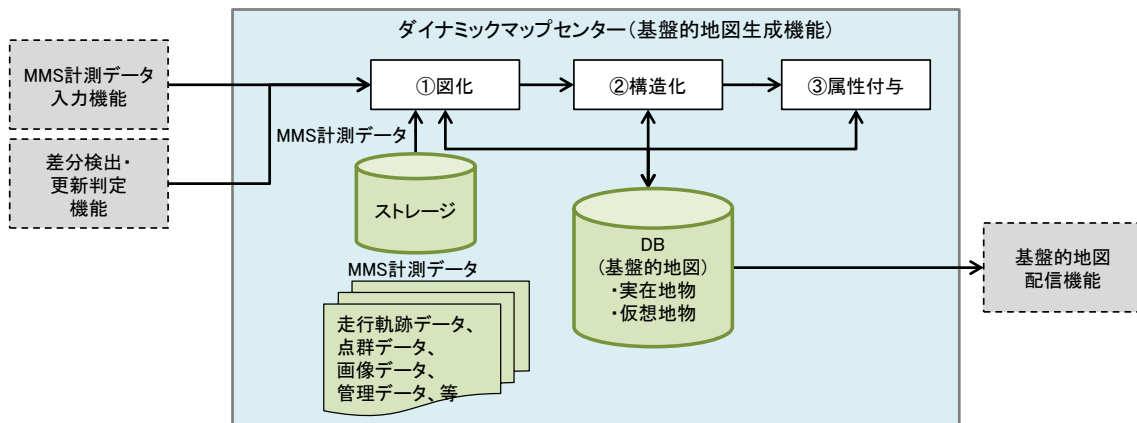 ダイナミックマップセンター(基盤的地図生成機能)
MMS計測データ
入力機能
①図化
②構造化
③属性付与
MMS計測データ
差分検出・
更新判定
機能
ストレージ
DB
(基盤的地図)
・実在地物
・仮想地物
基盤的地図
配信機能
MMS計測データ
走行軌跡データ、
点群データ、
画像データ、
管理データ、等